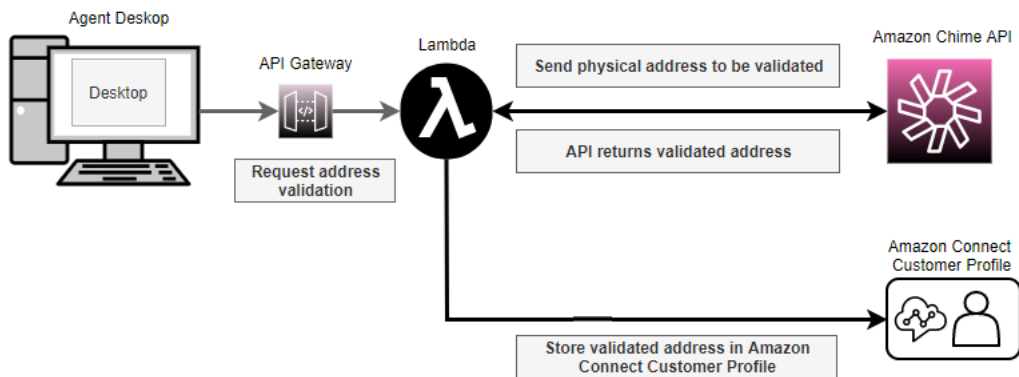 Agent Deskop
Desktop
API Gateway
</>
Request address
validation
Lambda
λ
Send physical address to be validated
API returns validated address
Amazon Chime API
Amazon Connect
Customer Profile
Store validated address in Amazon
Connect Customer Profile